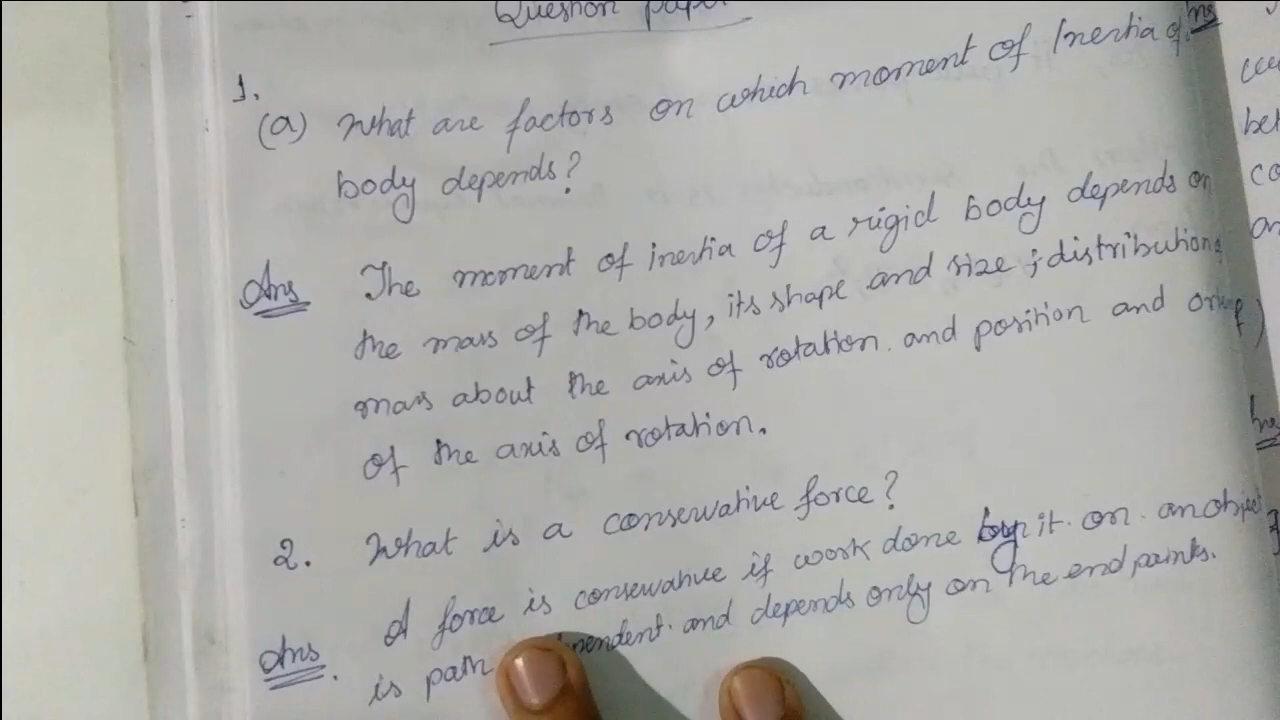 Question paper
1.
(a) What are factors on which moment of Inertia of
body depends?
Ans The moment of inertia of a rigid body depends on
the mass of the body, its shape and size ; distribution of
mass about the axis of rotation. and position and
of the axis of rotation.
2. What is a conservative force?
Ans. A force is conservative if work done by it. on. an object
is path and depends only on the end points.